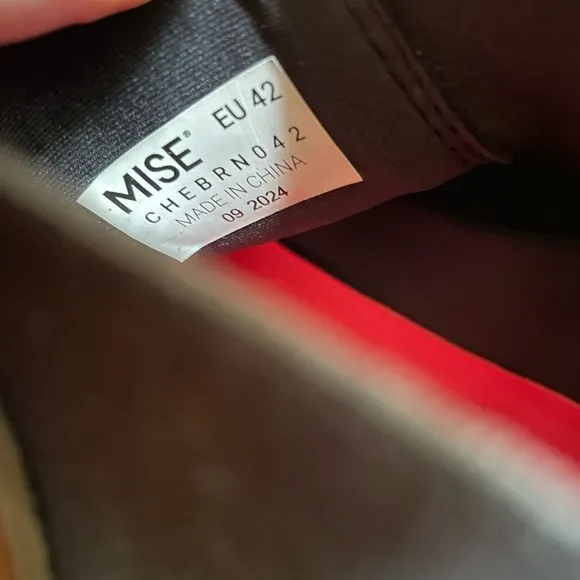 MISE® EU 42
CHEBRN042
MADE IN CHINA
09 2024